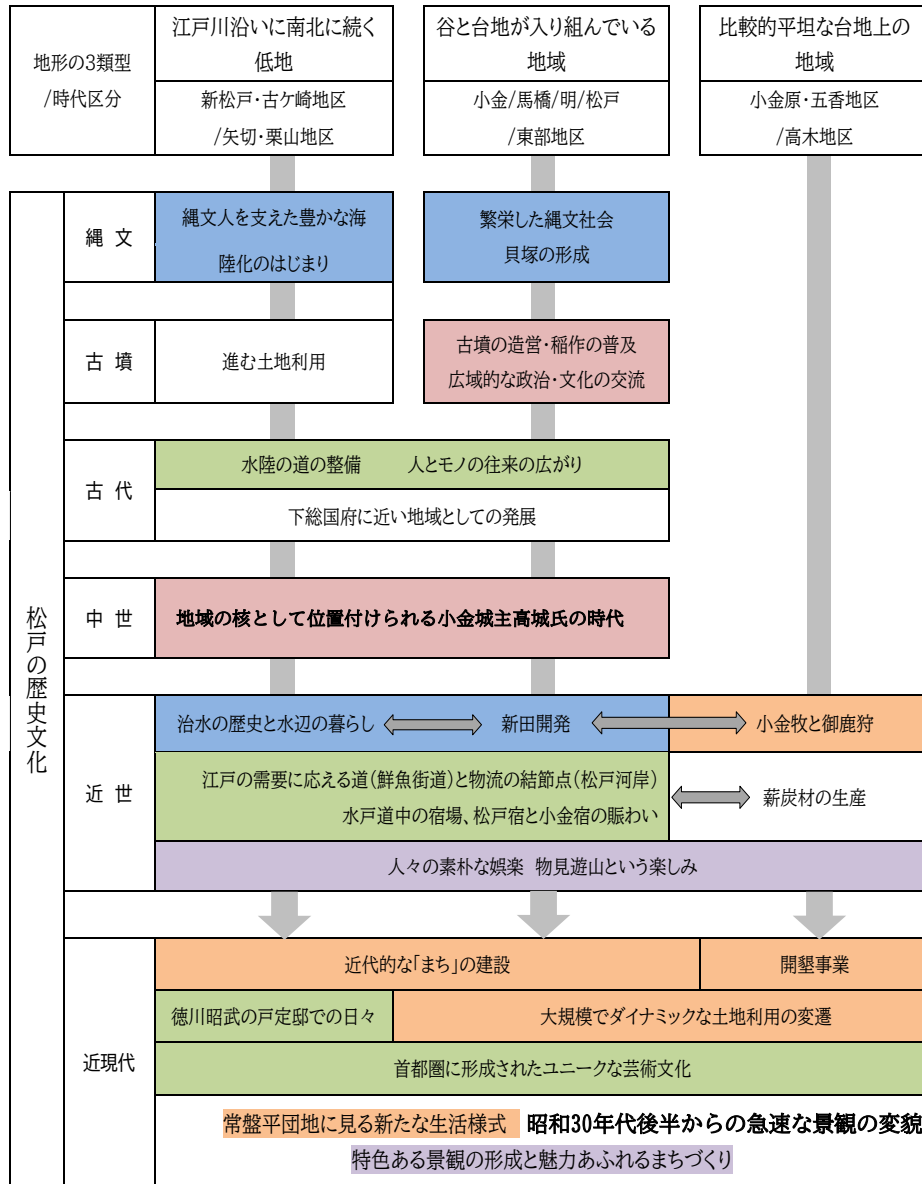 地形の3類型
/時代区分
江戸川沿いに南北に続く
低地
新松戸・古ケ崎地区
/矢切・栗山地区
谷と台地が入り組んでいる
地域
小金/馬橋/明/松戸
/東部地区
比較的平坦な台地上の
地域
小金原・五香地区
/高木地区
松戸の歴史文化
縄 文
縄文人を支えた豊かな海
陸化のはじまり
繁栄した縄文社会
貝塚の形成
古 墳
進む土地利用
古墳の造営・稲作の普及
広域的な政治・文化の交流
古 代
水陸の道の整備 人とモノの往来の広がり
下総国府に近い地域としての発展
中 世
地域の核として位置付けられる小金城主高城氏の時代
近 世
治水の歴史と水辺の暮らし
新田開発
小金牧と御鹿狩
江戸の需要に応える道(鮮魚街道)と物流の結節点(松戸河岸)
水戸道中の宿場、松戸宿と小金宿の賑わい
薪炭材の生産
人々の素朴な娯楽 物見遊山という楽しみ
近現代
近代的な「まち」の建設
開墾事業
徳川昭武の戸定邸での日々
大規模でダイナミックな土地利用の変遷
首都圏に形成されたユニークな芸術文化
常盤平団地に見る新たな生活様式 昭和30年代後半からの急速な景観の変貌
特色ある景観の形成と魅力あふれるまちづくり